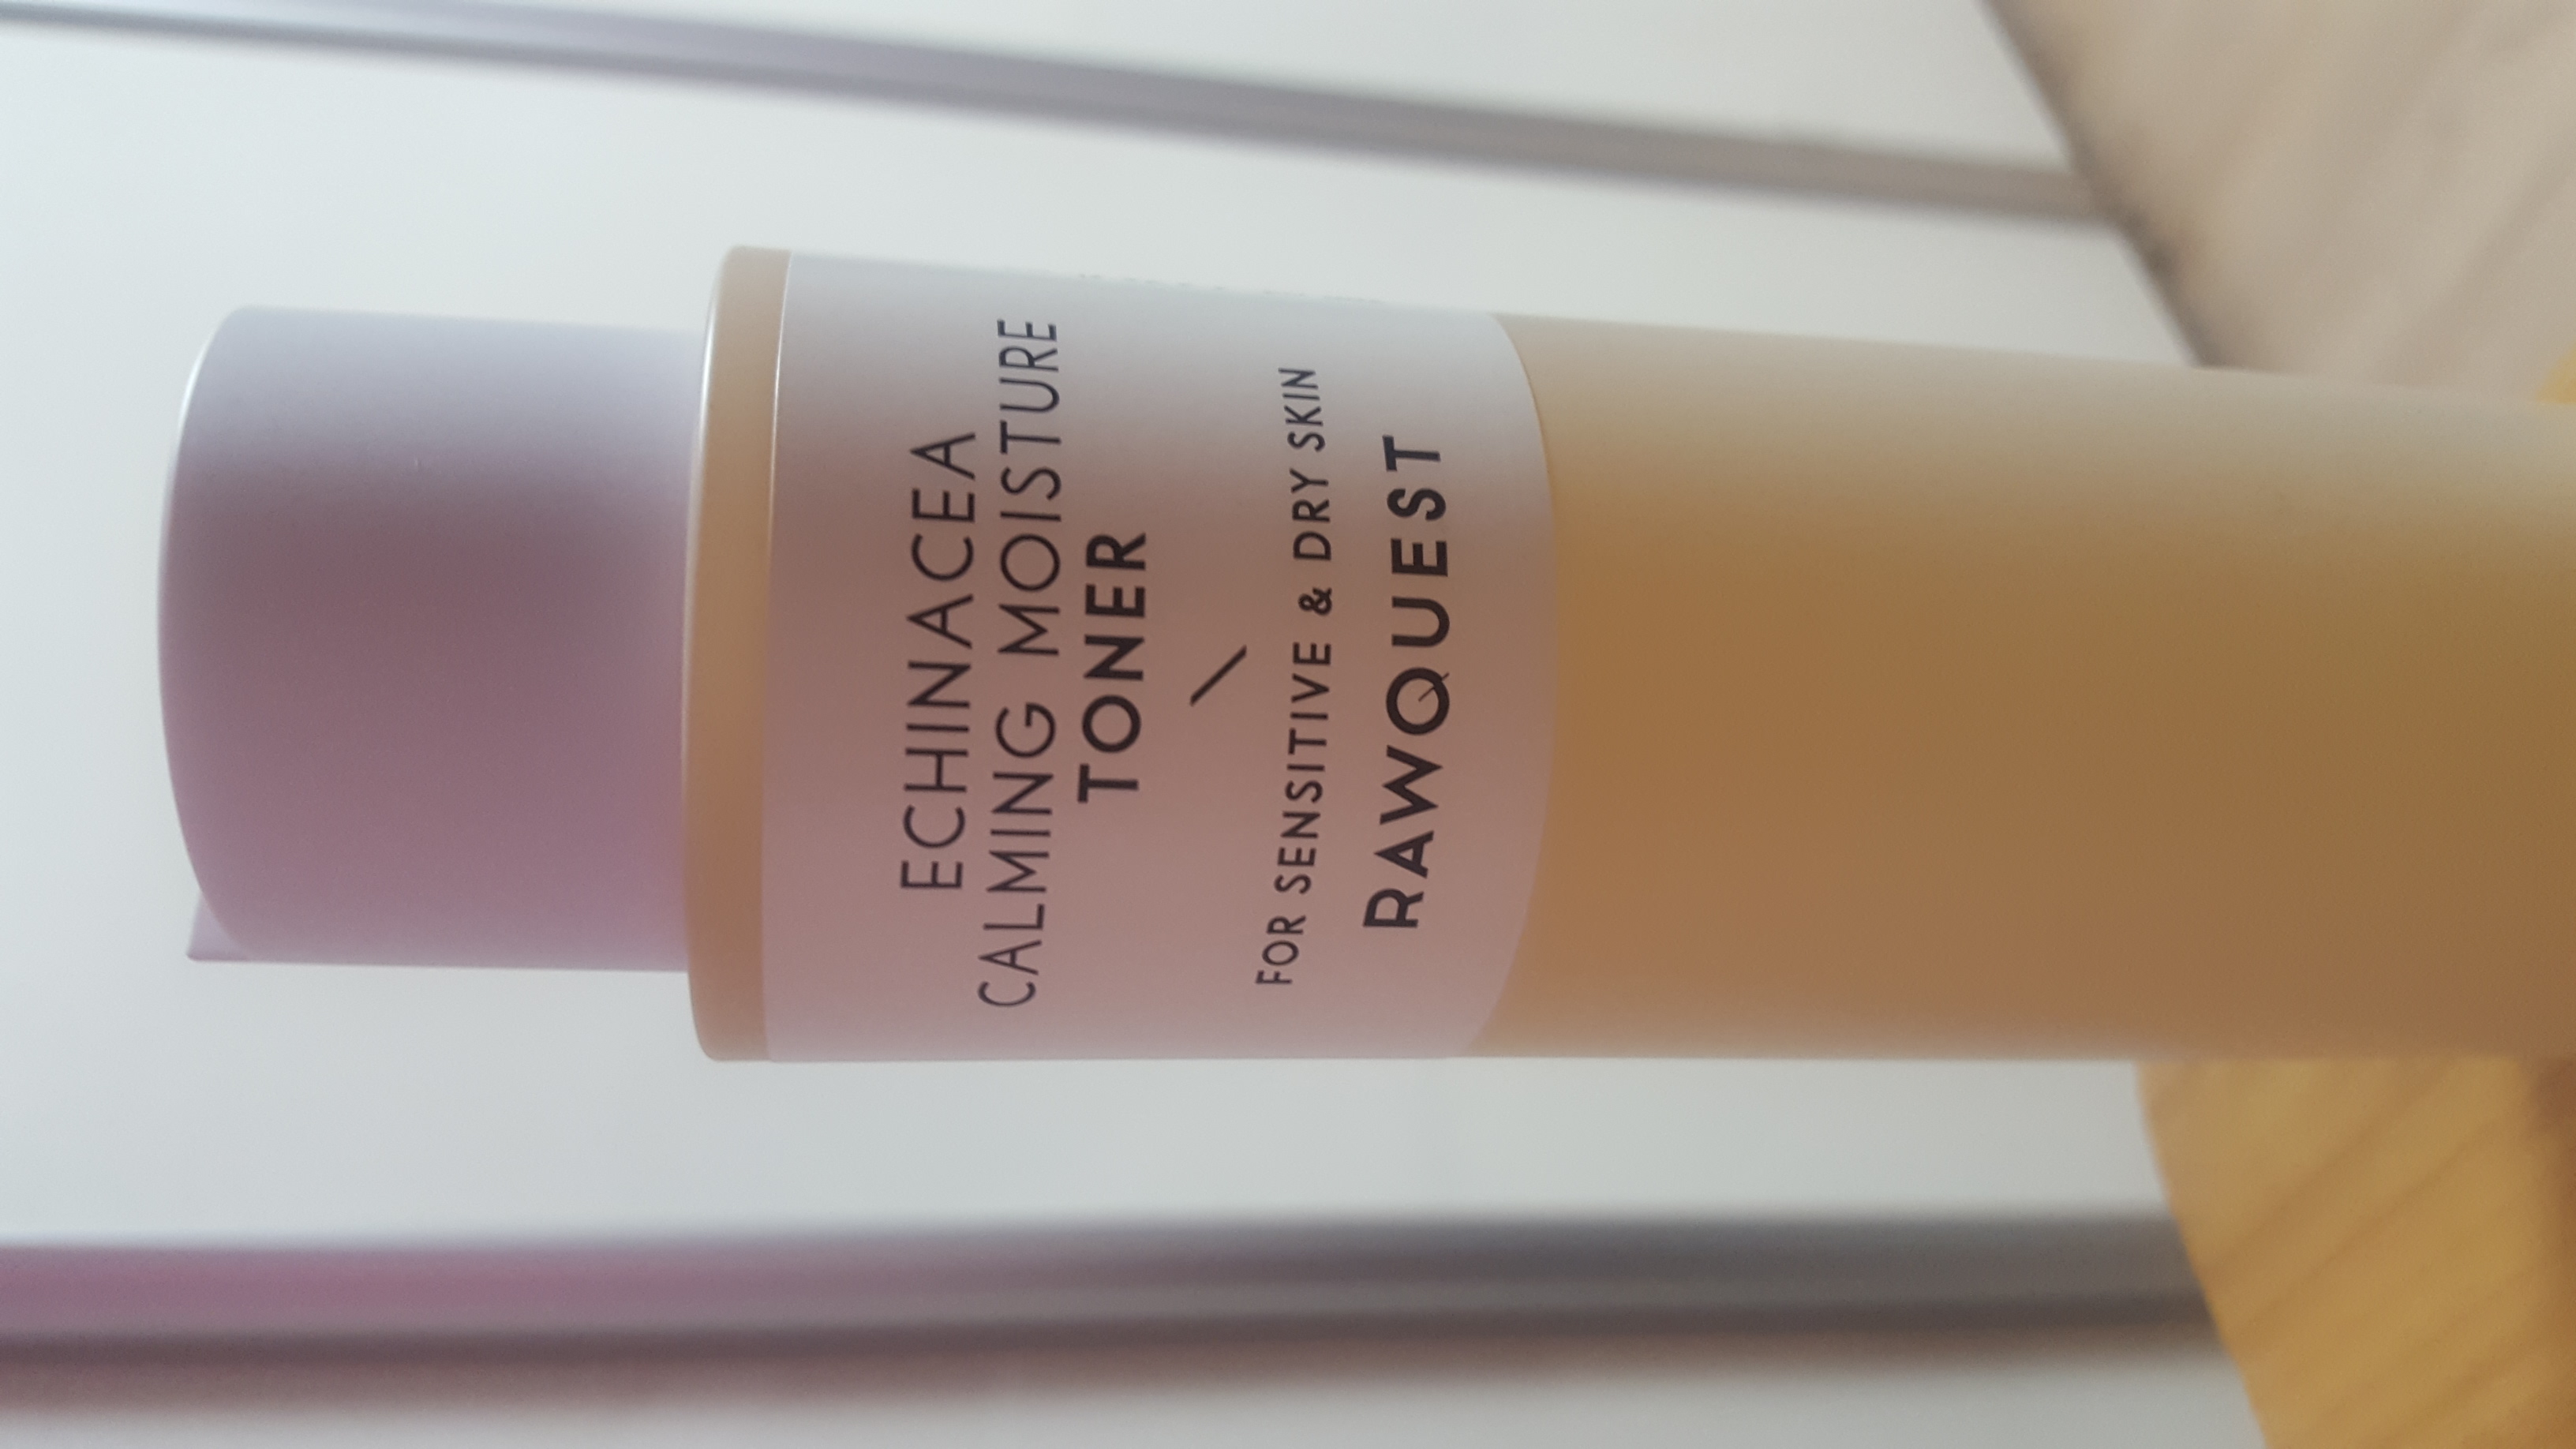 ECHINACEA
CALMING MOISTURE
TONER
FOR SENSITIVE & DRY SKIN
RAWQUEST